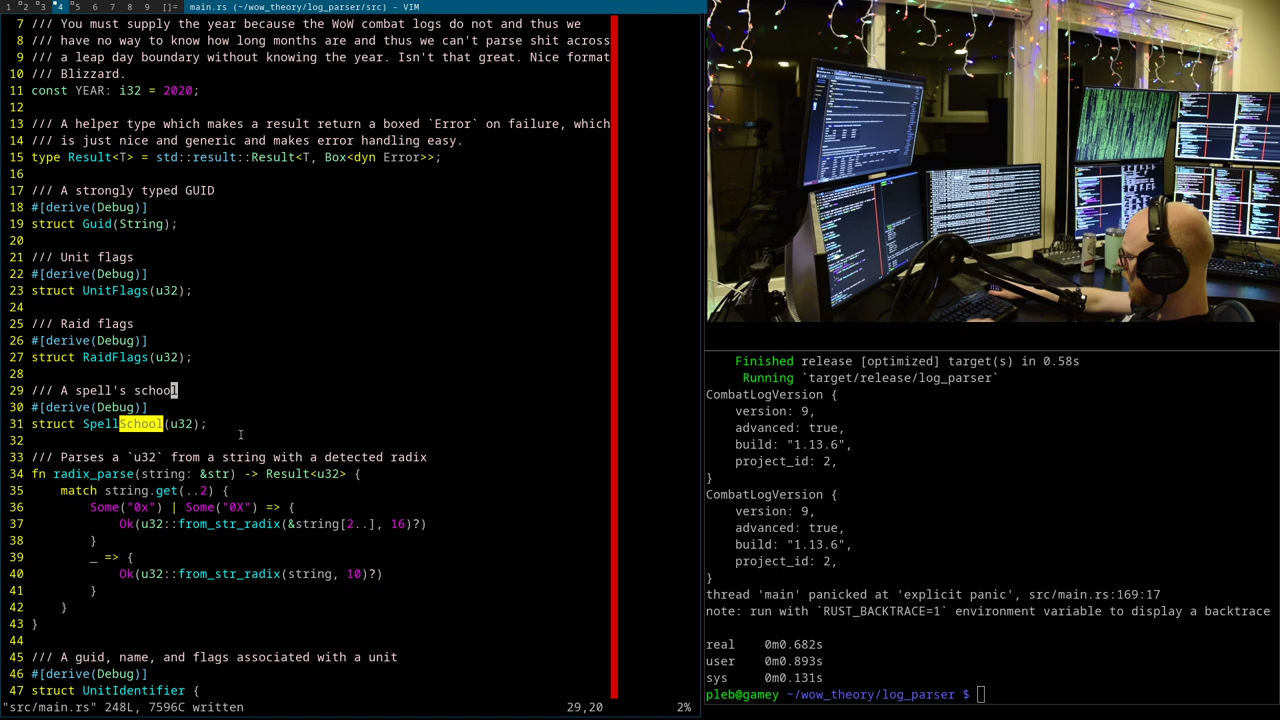 1 2 3 4 5 6 7 8 9 []= main.rs (~/wow_theory/log_parser/src) - VIM
7 /// You must supply the year because the WoW combat logs do not and thus we
8 /// have no way to know how long months are and thus we can't parse shit across
9 /// a leap day boundary without knowing the year. Isn't that great. Nice format
10 /// Blizzard.
11 const YEAR: i32 = 2020;
12
13 /// A helper type which makes a result return a boxed `Error` on failure, which
14 /// is just nice and generic and makes error handling easy.
15 type Result<T> = std::result::Result<T, Box<dyn Error>>;
16
17 /// A strongly typed GUID
18 #[derive(Debug)]
19 struct Guid(String);
20
21 /// Unit flags
22 #[derive(Debug)]
23 struct UnitFlags(u32);
24
25 /// Raid flags
26 #[derive(Debug)]
27 struct RaidFlags(u32);
28
29 /// A spell's school
30 #[derive(Debug)]
31 struct SpellSchool(u32);
32
33 /// Parses a `u32` from a string with a detected radix
34 fn radix_parse(string: &str) -> Result<u32> {
35     match string.get(..2) {
36         Some("0x") | Some("0X") => {
37             Ok(u32::from_str_radix(&string[2..], 16)?)
38         }
39         _ => {
40             Ok(u32::from_str_radix(string, 10)?)
41         }
42     }
43 }
44
45 /// A guid, name, and flags associated with a unit
46 #[derive(Debug)]
47 struct UnitIdentifier {
"src/main.rs" 248L, 7596C written 29,20 2%
Finished release [optimized] target(s) in 0.58s
Running `target/release/log_parser`
CombatLogVersion {
    version: 9,
    advanced: true,
    build: "1.13.6",
    project_id: 2,
}
CombatLogVersion {
    version: 9,
    advanced: true,
    build: "1.13.6",
    project_id: 2,
}
thread 'main' panicked at 'explicit panic', src/main.rs:169:17
note: run with `RUST_BACKTRACE=1` environment variable to display a backtrace
real 0m0.682s
user 0m0.893s
sys 0m0.131s
pleb@gamey ~/wow_theory/log_parser $